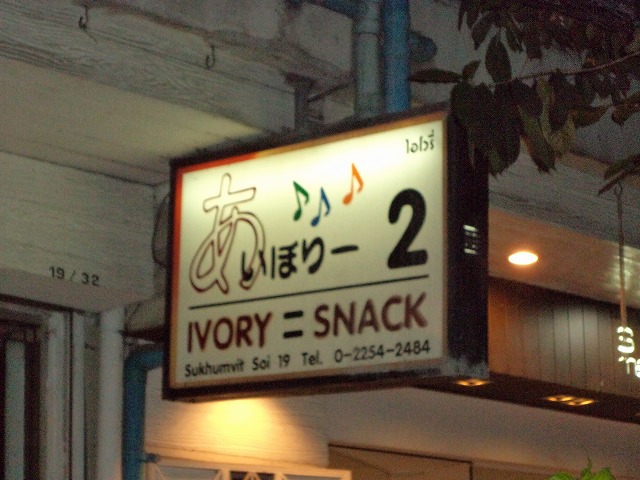 ไอโวรี่
あいぼりー 2
IVORY = SNACK
Sukhumvit Soi 19 Tel. 0-2254-2484
19/32